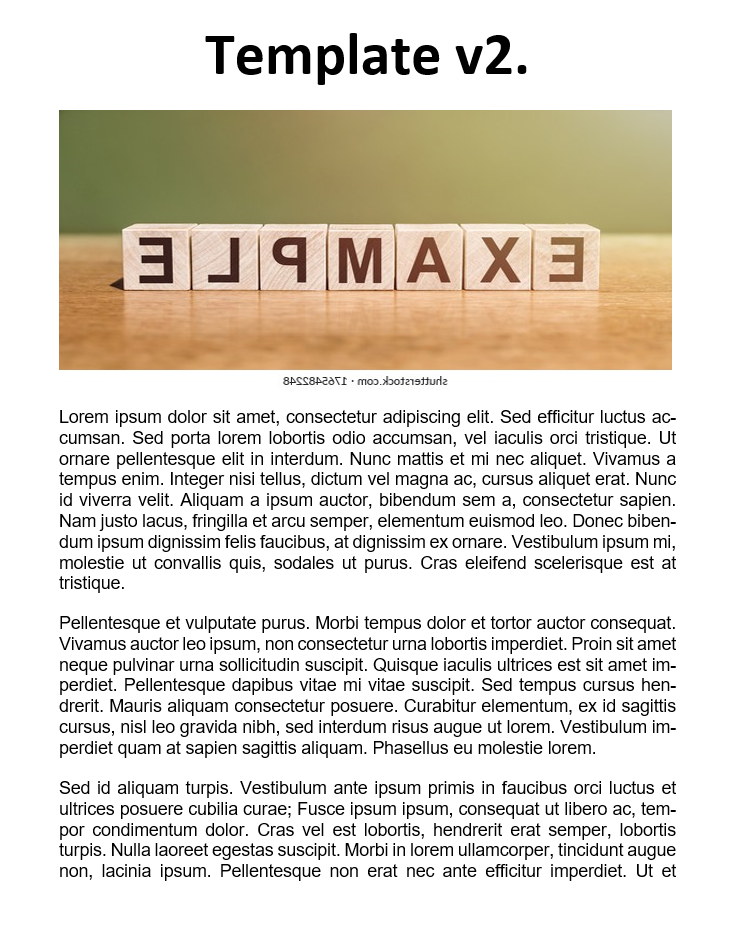 Template v2.
EXAMPLE
shutterstock.com · 1765482248
Lorem ipsum dolor sit amet, consectetur adipiscing elit. Sed efficitur luctus ac-
cumsan. Sed porta lorem lobortis odio accumsan, vel iaculis orci tristique. Ut
ornare pellentesque elit in interdum. Nunc mattis et mi nec aliquet. Vivamus a
tempus enim. Integer nisi tellus, dictum vel magna ac, cursus aliquet erat. Nunc
id viverra velit. Aliquam a ipsum auctor, bibendum sem a, consectetur sapien.
Nam justo lacus, fringilla et arcu semper, elementum euismod leo. Donec biben-
dum ipsum dignissim felis faucibus, at dignissim ex ornare. Vestibulum ipsum mi,
molestie ut convallis quis, sodales ut purus. Cras eleifend scelerisque est at
tristique.
Pellentesque et vulputate purus. Morbi tempus dolor et tortor auctor consequat.
Vivamus auctor leo ipsum, non consectetur urna lobortis imperdiet. Proin sit amet
neque pulvinar urna sollicitudin suscipit. Quisque iaculis ultrices est sit amet im-
perdiet. Pellentesque dapibus vitae mi vitae suscipit. Sed tempus cursus hen-
drerit. Mauris aliquam consectetur posuere. Curabitur elementum, ex id sagittis
cursus, nisl leo gravida nibh, sed interdum risus augue ut lorem. Vestibulum im-
perdiet quam at sapien sagittis aliquam. Phasellus eu molestie lorem.
Sed id aliquam turpis. Vestibulum ante ipsum primis in faucibus orci luctus et
ultrices posuere cubilia curae; Fusce ipsum ipsum, consequat ut libero ac, tem-
por condimentum dolor. Cras vel est lobortis, hendrerit erat semper, lobortis
turpis. Nulla laoreet egestas suscipit. Morbi in lorem ullamcorper, tincidunt augue
non, lacinia ipsum. Pellentesque non erat nec ante efficitur imperdiet. Ut et